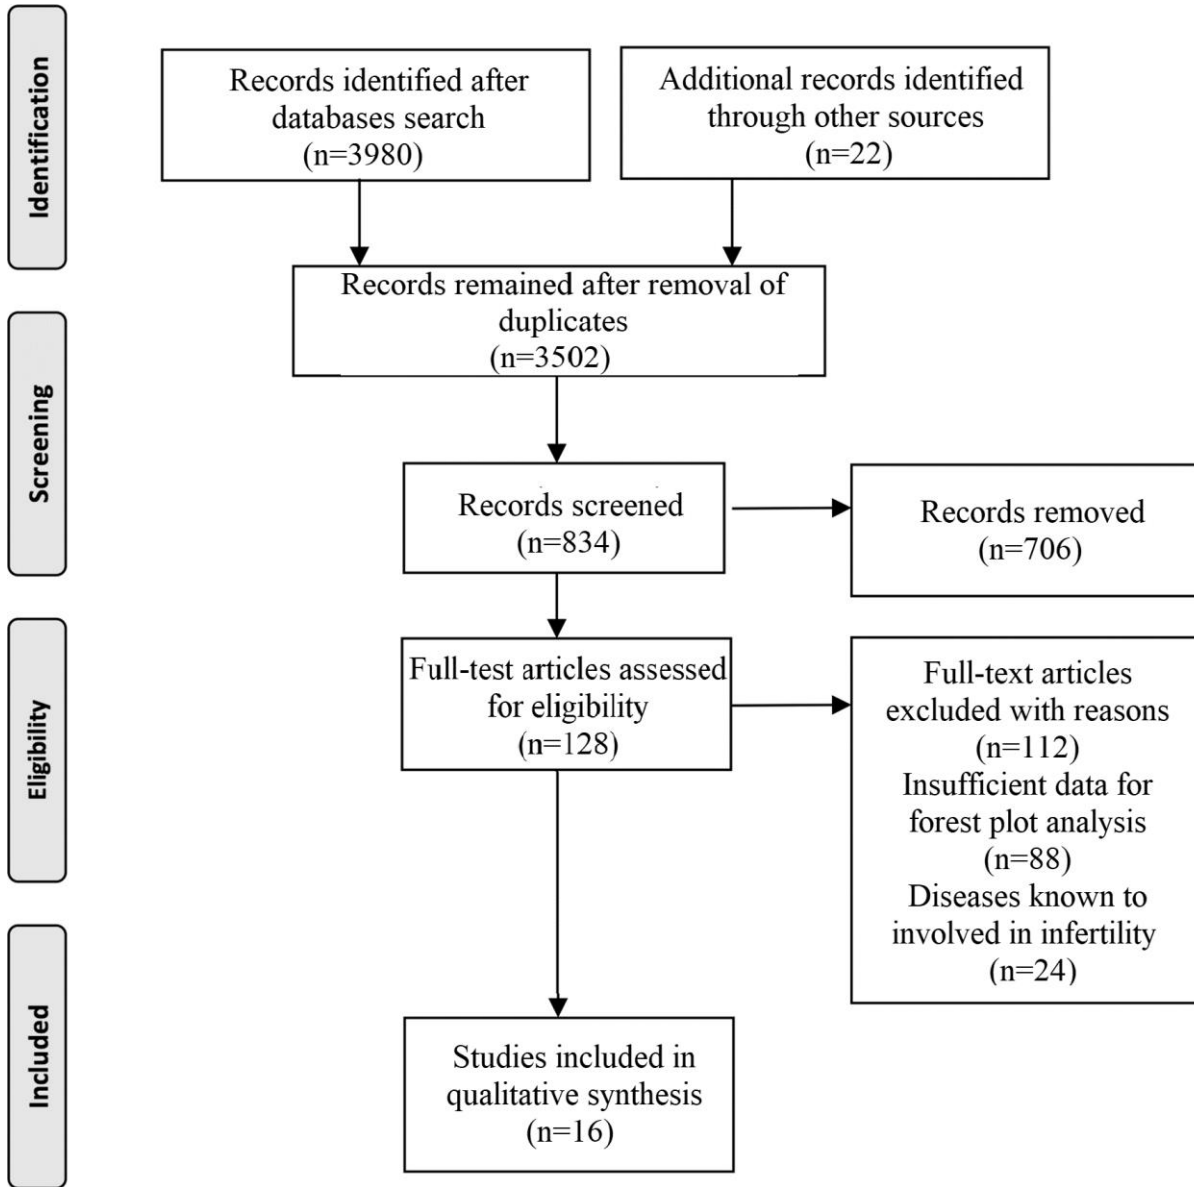 Identification
Records identified after
databases search
(n=3980)
Additional records identified
through other sources
(n=22)
Records remained after removal of
duplicates
(n=3502)
Screening
Records screened
(n=834)
Records removed
(n=706)
Eligibility
Full-test articles assessed
for eligibility
(n=128)
Full-text articles
excluded with reasons
(n=112)
Insufficient data for
forest plot analysis
(n=88)
Diseases known to
involved in infertility
(n=24)
Included
Studies included in
qualitative synthesis
(n=16)